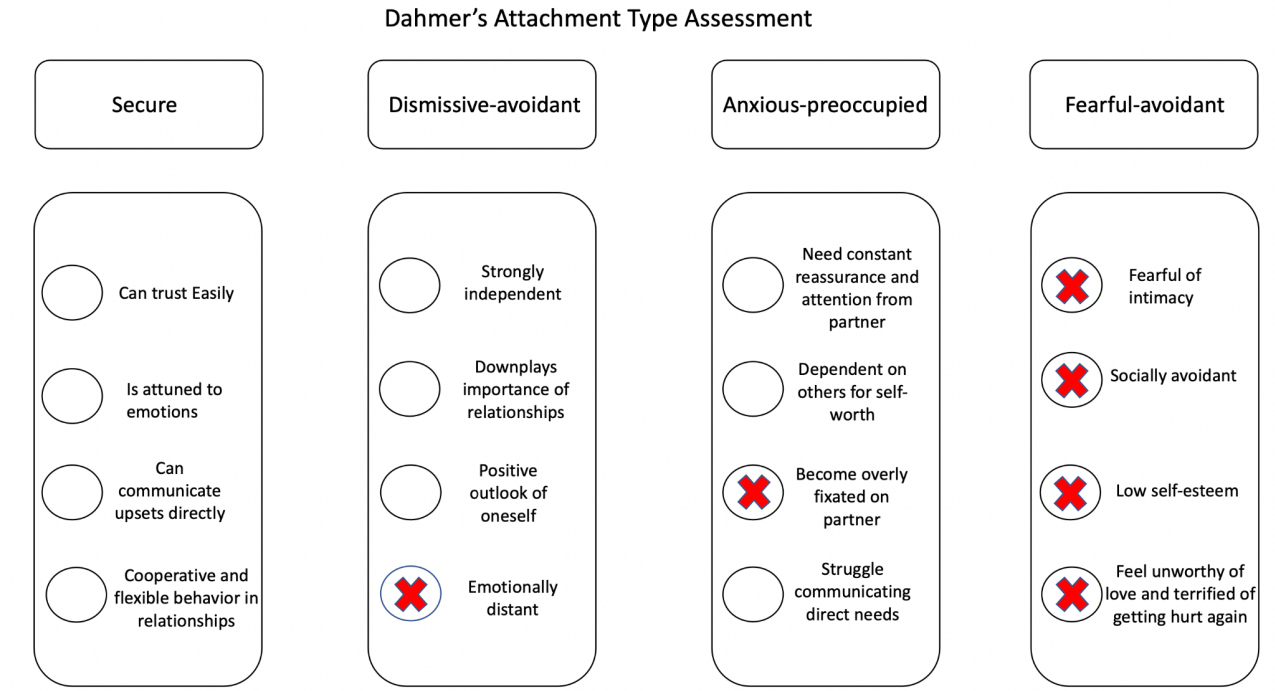 Dahmer’s Attachment Type Assessment
Secure
Dismissive-avoidant
Anxious-preoccupied
Fearful-avoidant
Can trust Easily
Is attuned to
emotions
Can
communicate
upsets directly
Cooperative and
flexible behavior in
relationships
Strongly
independent
Downplays
importance of
relationships
Positive
outlook of
oneself
Emotionally
distant
Need constant
reassurance and
attention from
partner
Dependent on
others for self-
worth
Become overly
fixated on
partner
Struggle
communicating
direct needs
Fearful of
intimacy
Socially avoidant
Low self-esteem
Feel unworthy of
love and terrified of
getting hurt again